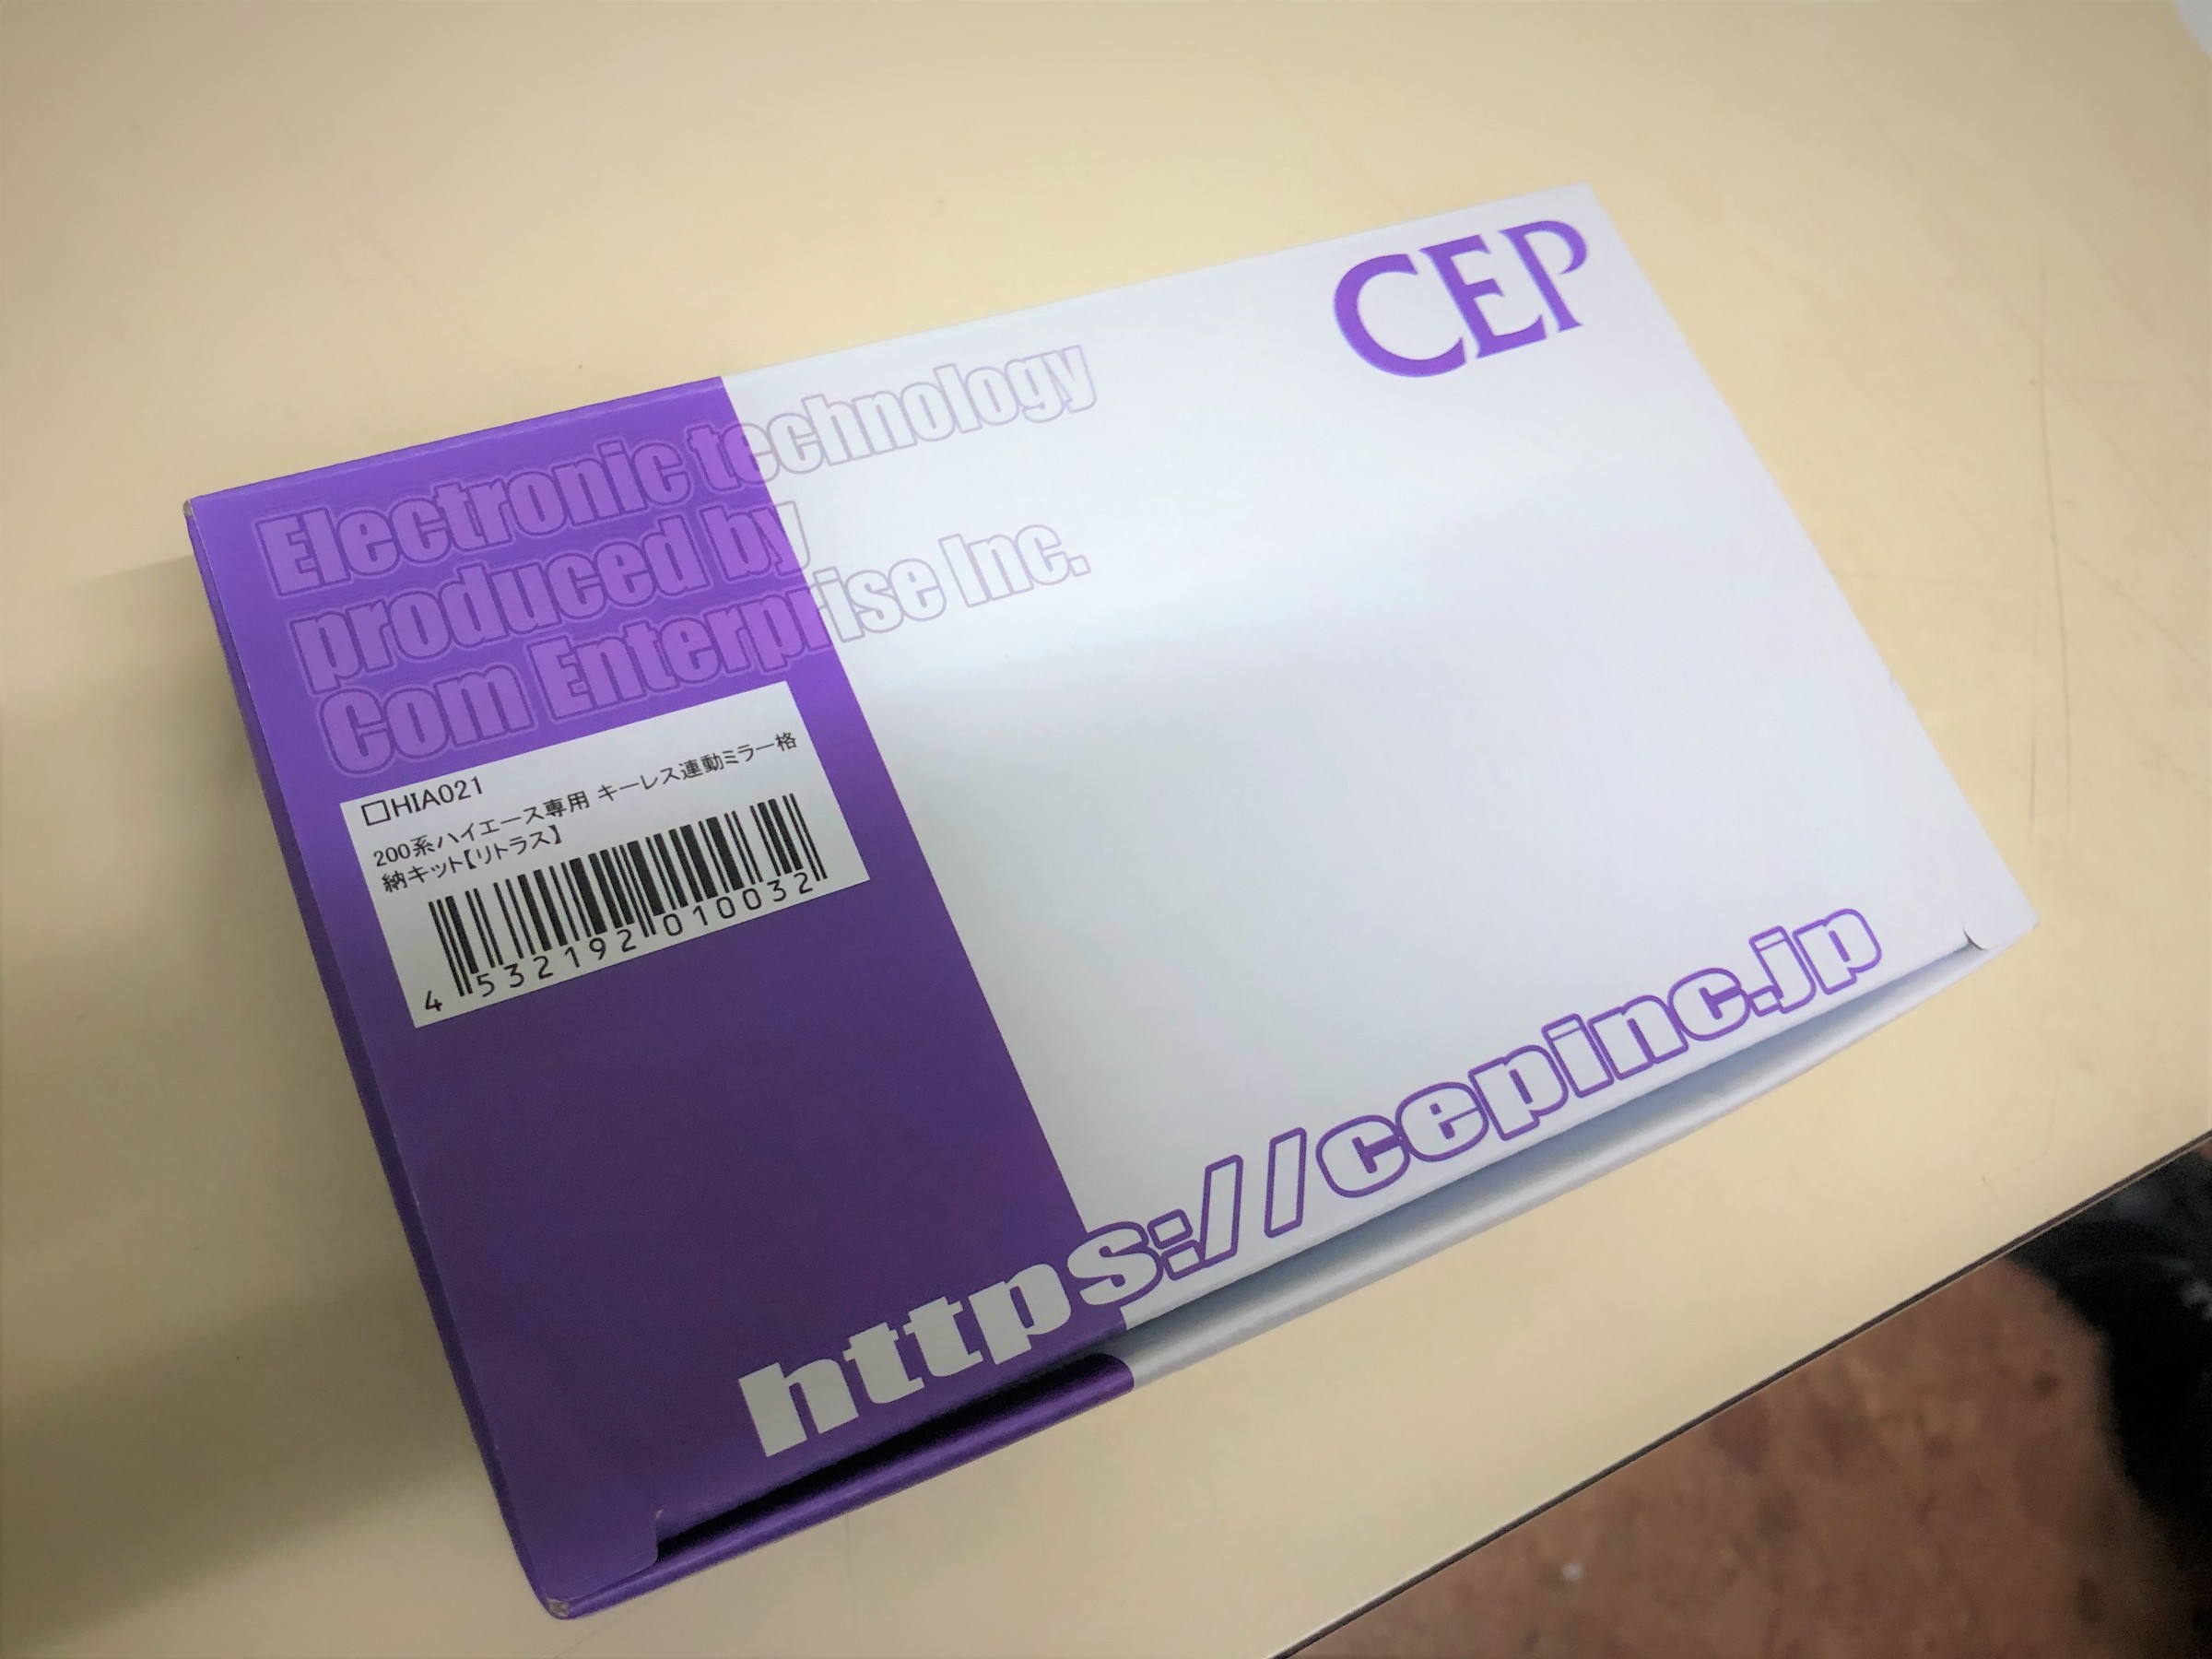 CEP
Electronic technology
produced by
Com Enterprise Inc.
□HIA021
200系ハイエース専用 キーレス連動ミラー格
納キット【リトラス】
4 532192 010032
https://cepinc.jp